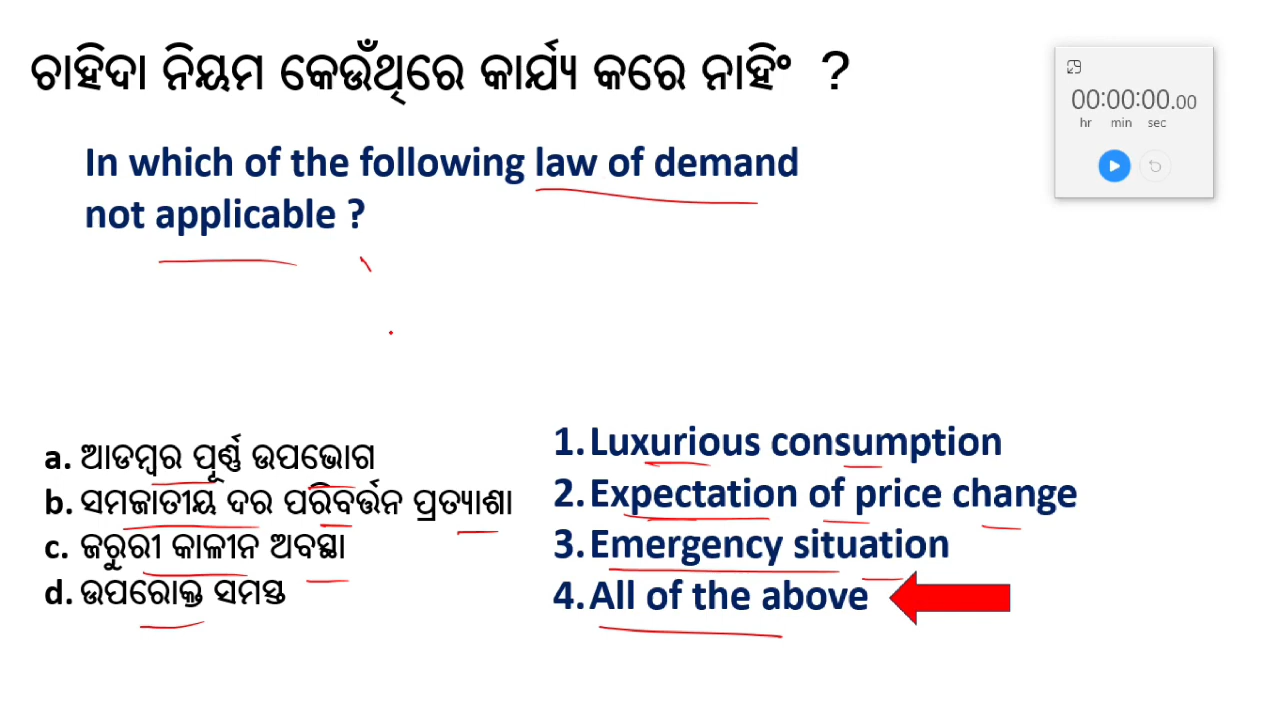 ଚାହିଦା ନିୟମ କେଉଁଥିରେ କାର୍ଯ୍ୟ କରେ ନାହିଂ ?
In which of the following law of demand
not applicable ?
00:00:00.00
hr min sec
a. ଆଡମ୍ବର ପୂର୍ଣ୍ଣ ଉପଭୋଗ
b. ସମଜାତୀୟ ଦର ପରିବର୍ତ୍ତନ ପ୍ରତ୍ୟାଶା
c. ଜରୁରୀ କାଳୀନ ଅବସ୍ଥା
d. ଉପରୋକ୍ତ ସମସ୍ତ
1. Luxurious consumption
2. Expectation of price change
3. Emergency situation
4. All of the above